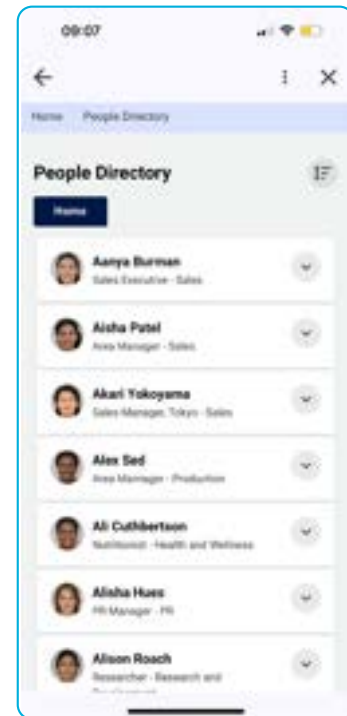 09:07
Home People Directory
People Directory
Home
Aanya Burman
Sales Executive - Sales
Aisha Patel
Area Manager - Sales
Akari Yokoyama
Sales Manager, Tokyo - Sales
Alex Sed
Area Manager - Production
Ali Cuthbertson
Nutritionist - Health and Wellness
Alisha Hues
PR Manager - PR
Alison Roach
Researcher - Research and